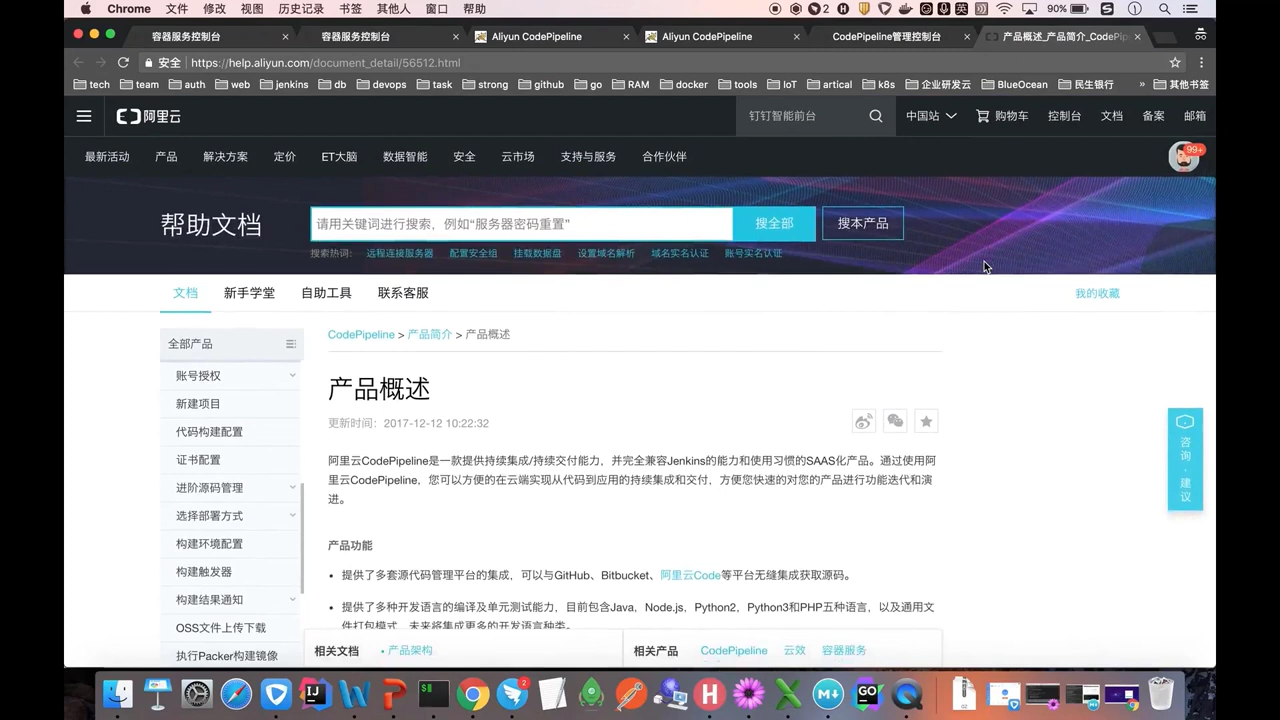 Chrome 文件 修改 视图 历史记录 书签 其他人 窗口 帮助 2 90%
容器服务控制台 容器服务控制台 Aliyun CodePipeline Aliyun CodePipeline CodePipeline管理控制台 产品概述_产品简介_CodePip
安全 https://help.aliyun.com/document_detail/56512.html
tech team auth web jenkins db devops task strong github go RAM docker tools IoT artical k8s 企业研发云 BlueOcean 民生银行 » 其他书签
阿里云 钉钉智能前台 中国站 购物车 控制台 文档 备案 邮箱
最新活动 产品 解决方案 定价 ET大脑 数据智能 安全 云市场 支持与服务 合作伙伴 99+
帮助文档 请用关键词进行搜索，例如“服务器密码重置” 搜全部 搜本产品
搜索热词: 远程连接服务器 配置安全组 挂载数据盘 设置域名解析 域名实名认证 账号实名认证
文档 新手学堂 自助工具 联系客服 我的收藏
全部产品
账号授权
新建项目
代码构建配置
证书配置
进阶源码管理
选择部署方式
构建环境配置
构建触发器
构建结果通知
OSS文件上传下载
执行Packer构建镜像
CodePipeline > 产品简介 > 产品概述
产品概述
更新时间：2017-12-12 10:22:32
阿里云CodePipeline是一款提供持续集成/持续交付能力，并完全兼容Jenkins的能力和使用习惯的SAAS化产品。通过使用阿
里云CodePipeline，您可以方便的在云端实现从代码到应用的持续集成和交付，方便您快速的对您的产品进行功能迭代和演
进。
产品功能
• 提供了多套源代码管理平台的集成，可以与GitHub、Bitbucket、阿里云Code等平台无缝集成获取源码。
• 提供了多种开发语言的编译及单元测试能力，目前包含Java，Node.js，Python2，Python3和PHP五种语言，以及通用文
件打包模式，未来将集成更多的开发语言种类。
相关文档 • 产品架构 相关产品 CodePipeline 云效 容器服务
咨询·建议